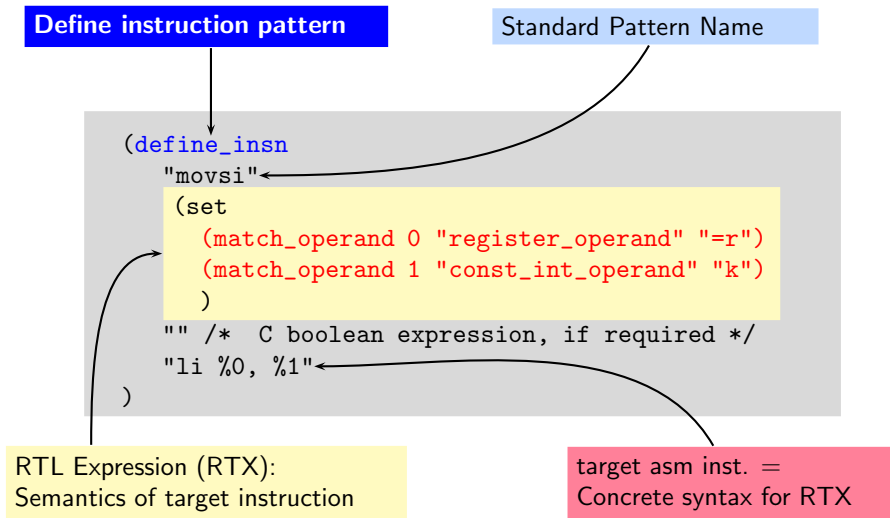 Define instruction pattern
Standard Pattern Name
(define_insn
"movsi"
(set
(match_operand 0 "register_operand" "=r")
(match_operand 1 "const_int_operand" "k")
)
"" /* C boolean expression, if required */
"li %0, %1"
)
RTL Expression (RTX):
Semantics of target instruction
target asm inst. =
Concrete syntax for RTX